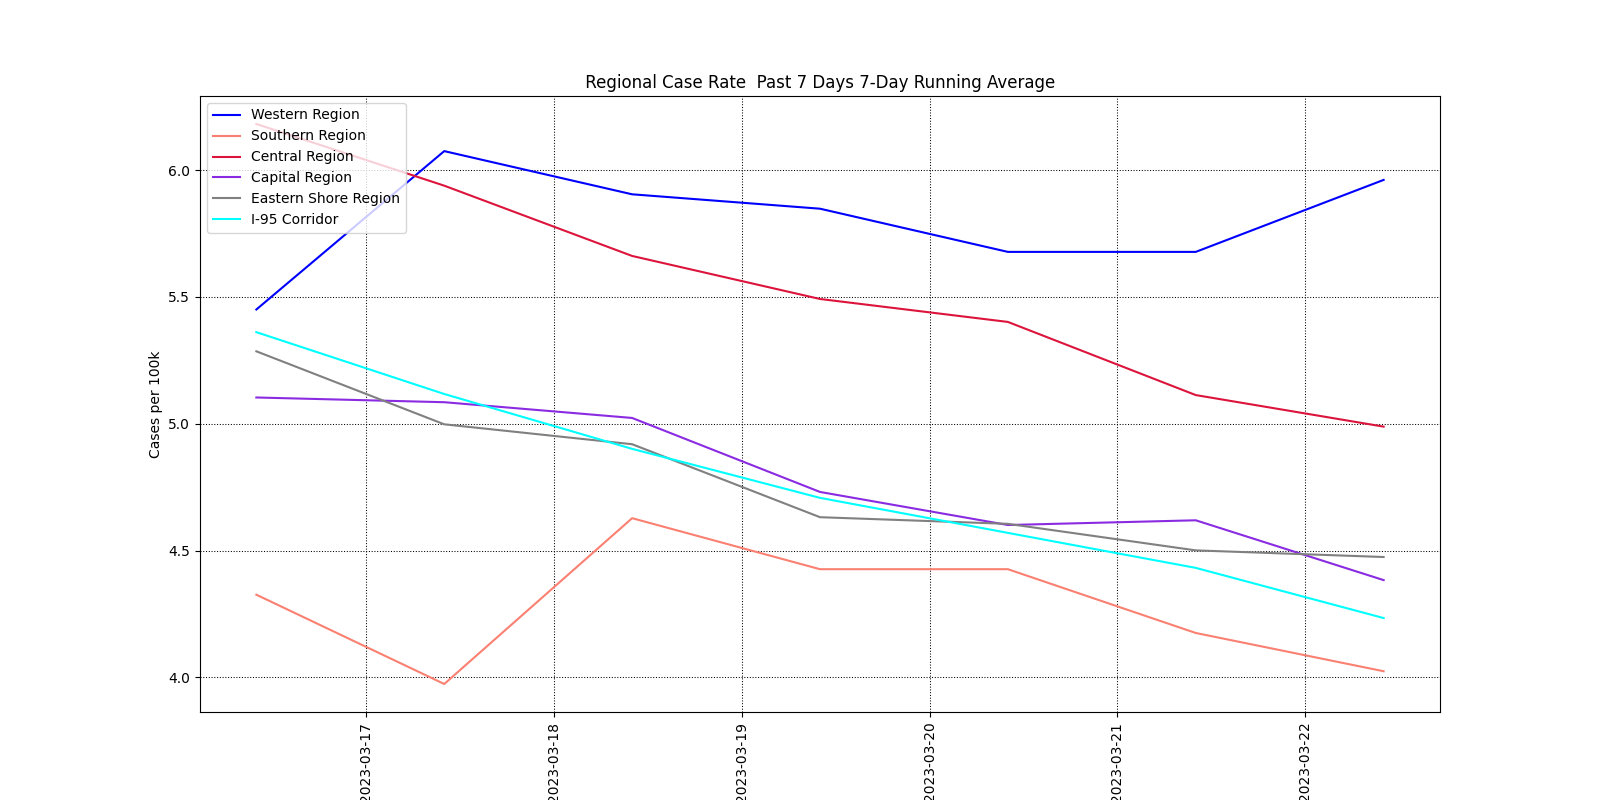 Regional Case Rate  Past 7 Days 7-Day Running Average
Western Region
Southern Region
Central Region
Capital Region
Eastern Shore Region
I-95 Corridor
Cases per 100k
6.0
5.5
5.0
4.5
4.0
2023-03-17
2023-03-18
2023-03-19
2023-03-20
2023-03-21
2023-03-22